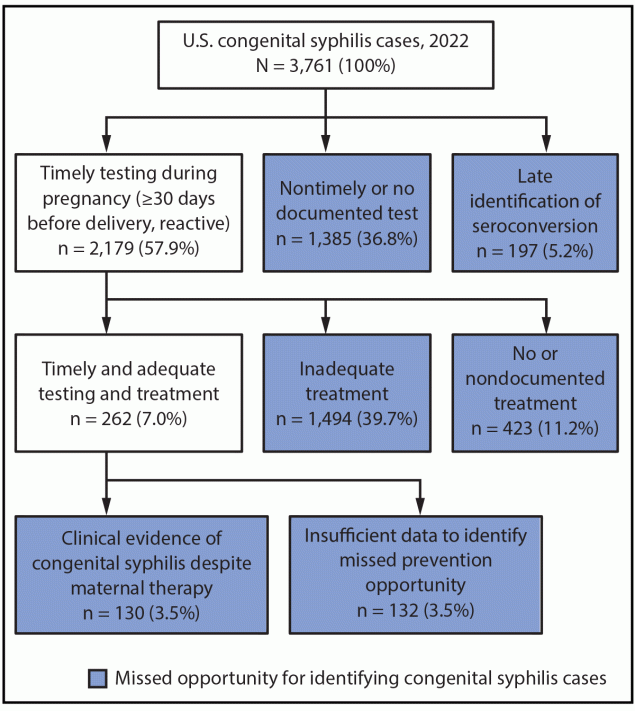 U.S. congenital syphilis cases, 2022
N = 3,761 (100%)
Timely testing during
pregnancy (≥30 days
before delivery, reactive)
n = 2,179 (57.9%)
Nontimely or no
documented test
n = 1,385 (36.8%)
Late
identification of
seroconversion
n = 197 (5.2%)
Timely and adequate
testing and treatment
n = 262 (7.0%)
Inadequate
treatment
n = 1,494 (39.7%)
No or
nondocumented
treatment
n = 423 (11.2%)
Clinical evidence of
congenital syphilis despite
maternal therapy
n = 130 (3.5%)
Insufficient data to identify
missed prevention
opportunity
n = 132 (3.5%)
Missed opportunity for identifying congenital syphilis cases